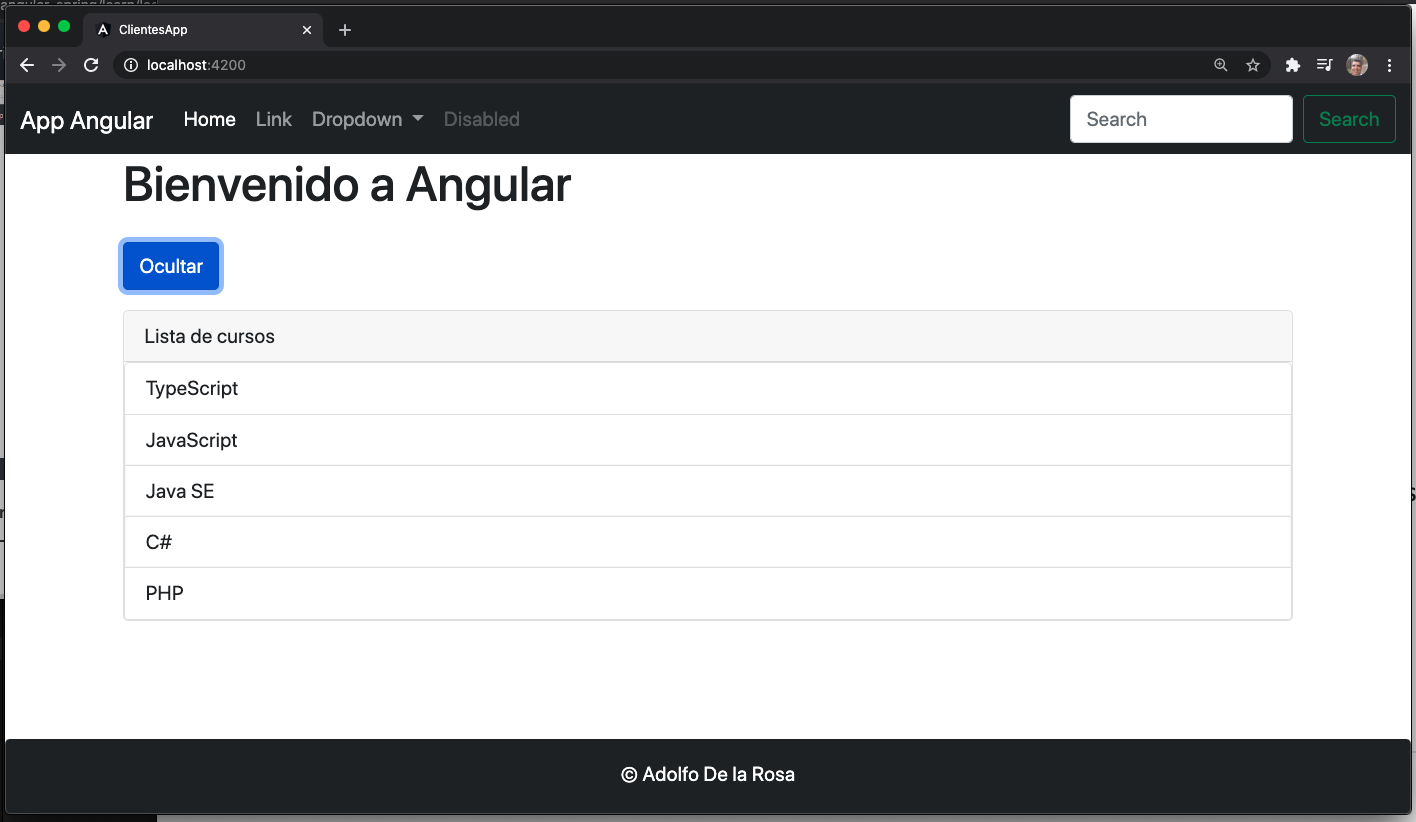 ClientesApp
localhost:4200
App Angular Home Link Dropdown Disabled Search Search
Bienvenido a Angular
Ocultar
Lista de cursos
TypeScript
JavaScript
Java SE
C#
PHP
© Adolfo De la Rosa